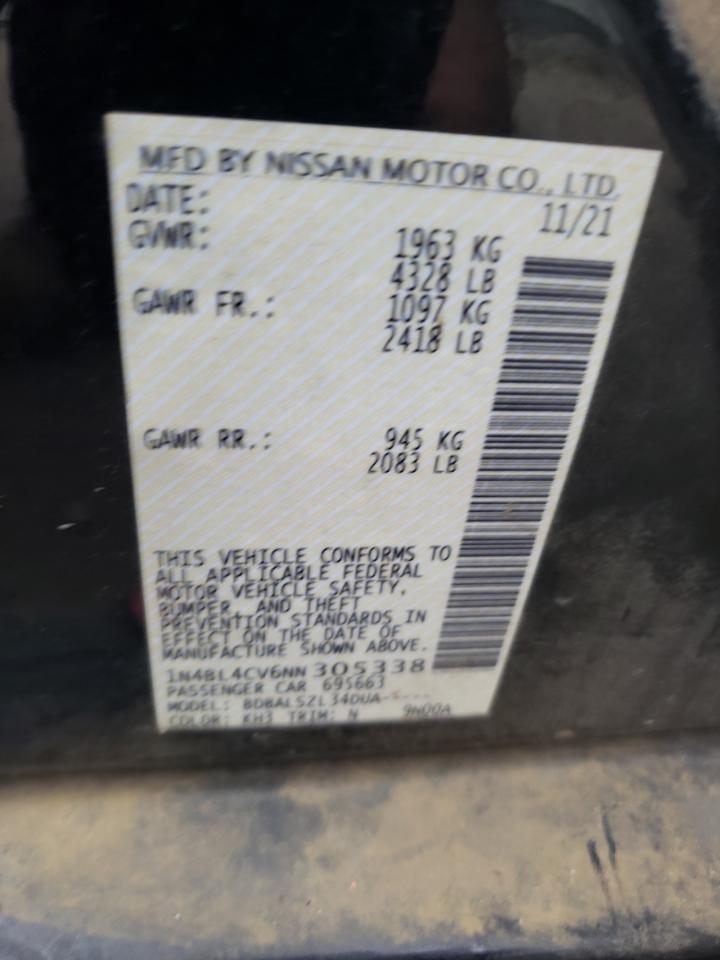 MFD BY NISSAN MOTOR CO., LTD.
DATE: 11/21
GVWR: 1963 KG
4328 LB
GAWR FR.: 1097 KG
2418 LB
GAWR RR.: 945 KG
2083 LB
THIS VEHICLE CONFORMS TO
ALL APPLICABLE FEDERAL
MOTOR VEHICLE SAFETY,
BUMPER, AND THEFT
PREVENTION STANDARDS IN
EFFECT ON THE DATE OF
MANUFACTURE SHOWN ABOVE.
1N4BL4CV6NN305338
PASSENGER CAR 695663
MODEL:
COLOR: KH3 TRIM: N 9N00A